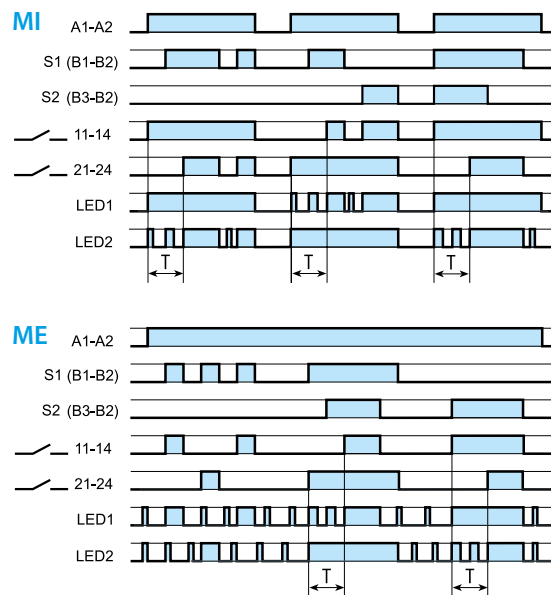 MI
A1-A2
S1 (B1-B2)
S2 (B3-B2)
11-14
21-24
LED1
LED2
T T T
ME
A1-A2
S1 (B1-B2)
S2 (B3-B2)
11-14
21-24
LED1
LED2
T T